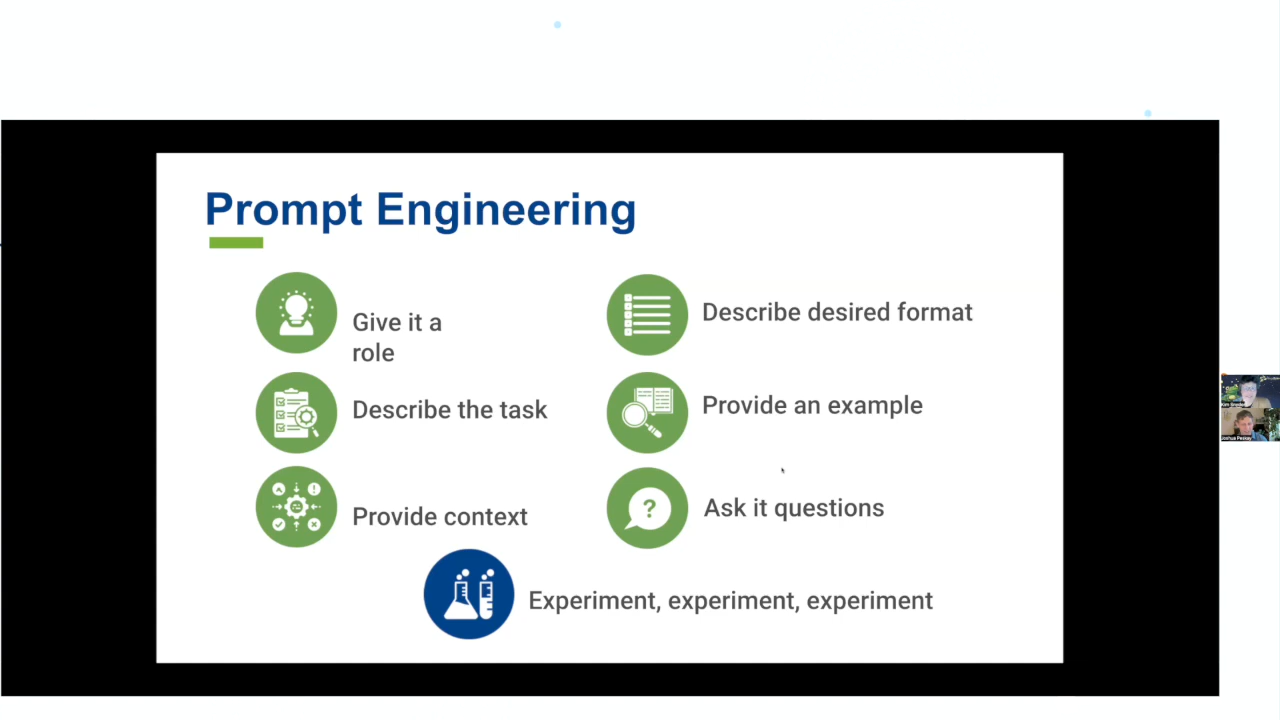 Prompt Engineering
Give it a
role
Describe the task
Provide context
Describe desired format
Provide an example
Ask it questions
Experiment, experiment, experiment